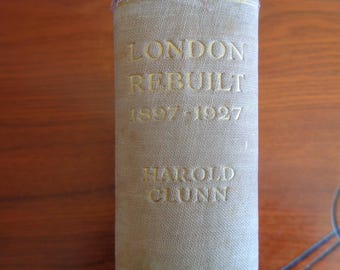 LONDON
REBUILT
1897-1927
HAROLD
CLUNN